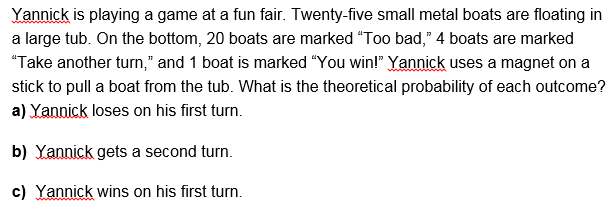 Yannick is playing a game at a fun fair. Twenty-five small metal boats are floating in
a large tub. On the bottom, 20 boats are marked “Too bad,” 4 boats are marked
“Take another turn,” and 1 boat is marked “You win!” Yannick uses a magnet on a
stick to pull a boat from the tub. What is the theoretical probability of each outcome?
a) Yannick loses on his first turn.
b) Yannick gets a second turn.
c) Yannick wins on his first turn.